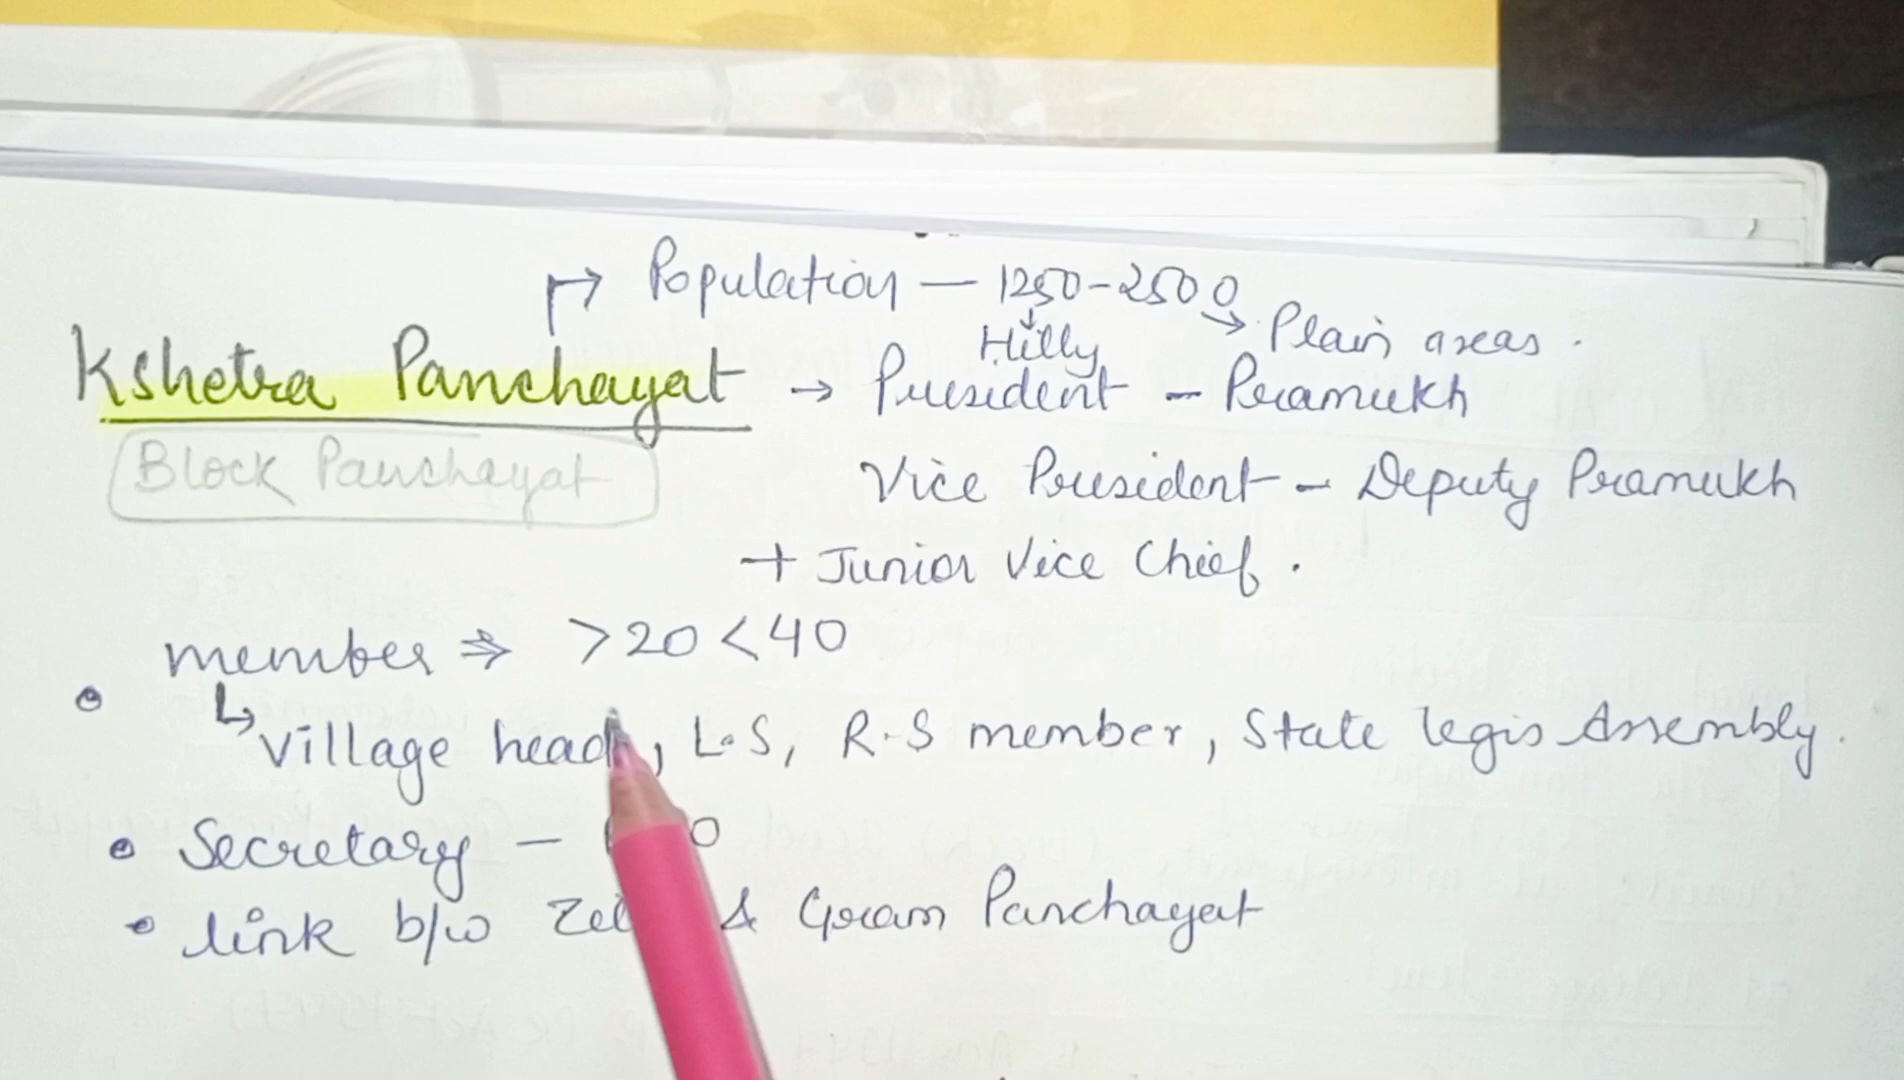 Population — 1250-2500
Hilly → Plain areas.
Kshetra Panchayat → President - Pramukh
Block Panchayat
Vice President - Deputy Pramukh
+ Junior Vice Chief.
member ⇒ >20<40
• ↳ Village head, L.S, R.S member, State legis Assembly.
• Secretary —
• link b/w & Gram Panchayat